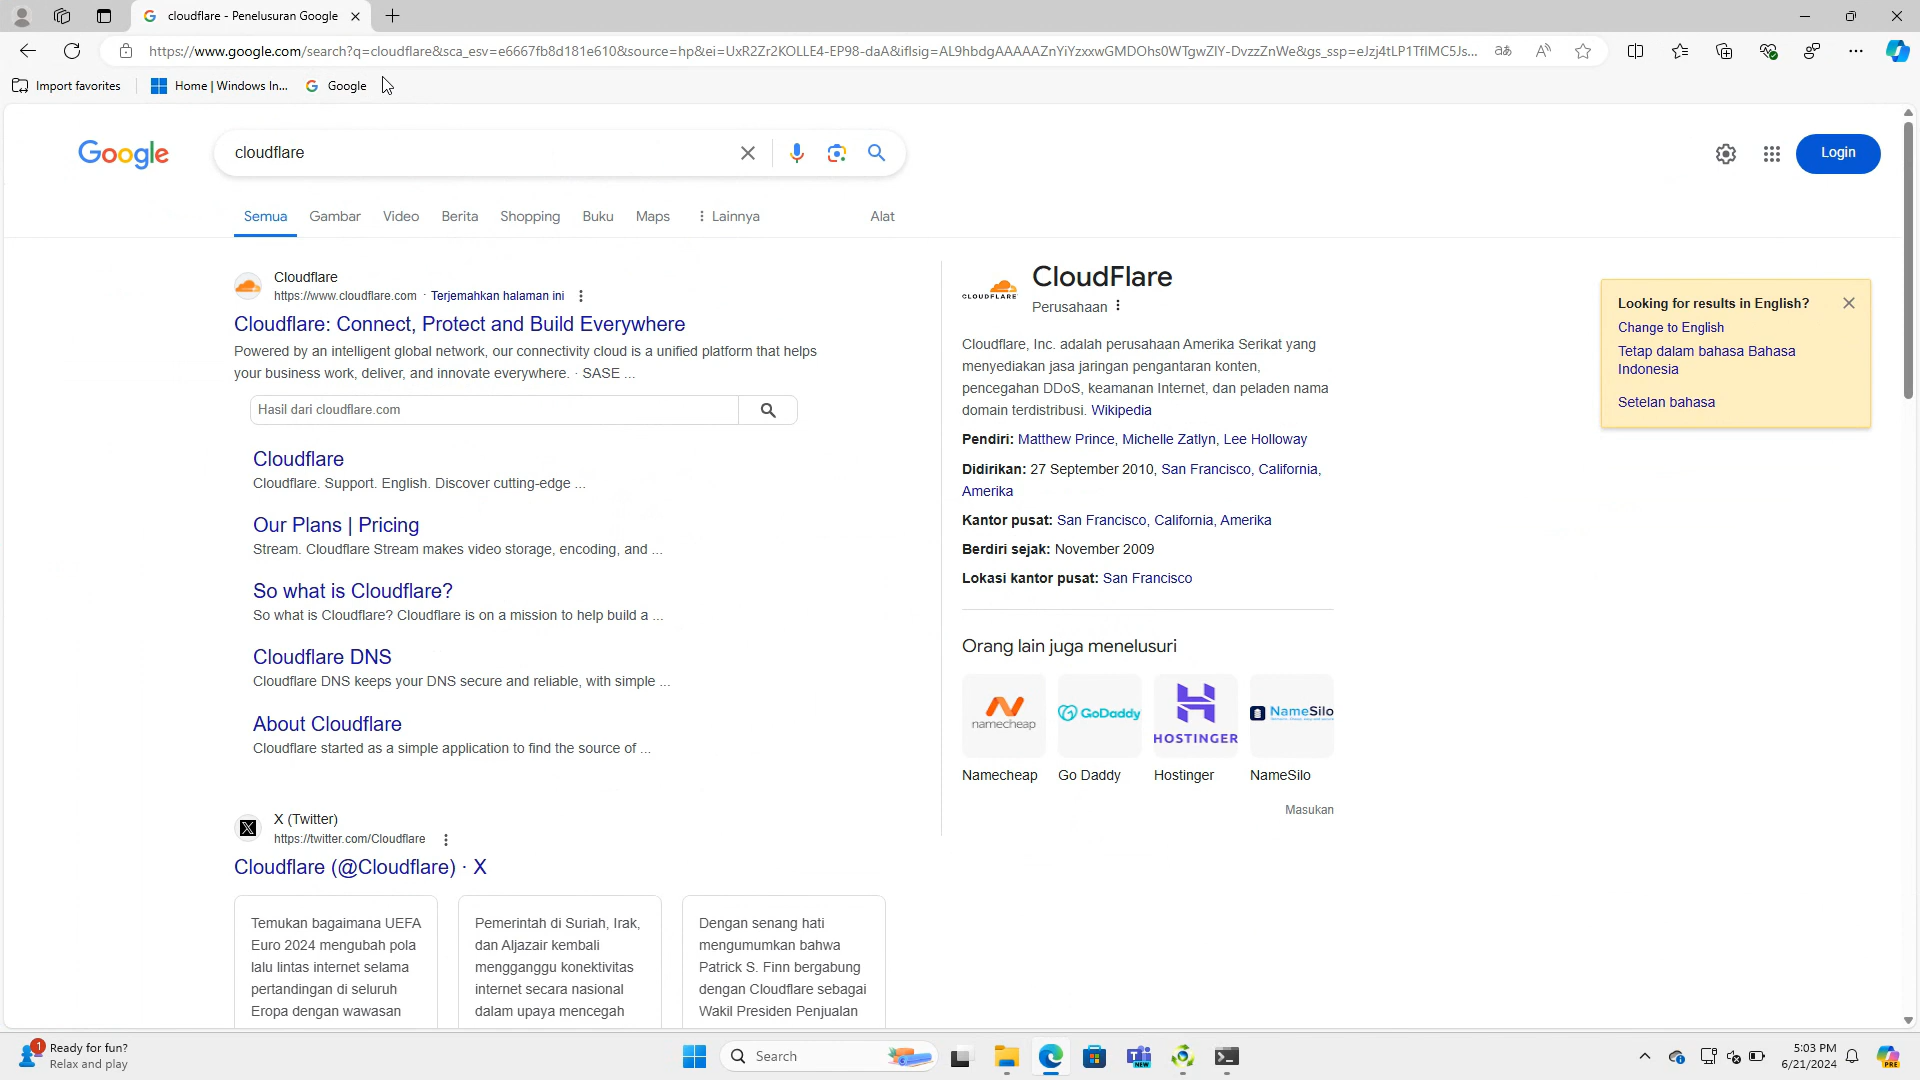 cloudflare - Penelusuran Google
https://www.google.com/search?q=cloudflare&sca_esv=e6667fb8d181e610&source=hp&ei=UxR2Zr2KOLLE4-EP98-daA&iflsig=AL9hbdgAAAAAZnYiYzxxwGMDOhs0WTgwZIY-DvzzZnWe&gs_ssp=eJzj4tLP1TfIMC5Js...
Import favorites
Home | Windows In...
Google
Google
cloudflare
Login
Semua
Gambar
Video
Berita
Shopping
Buku
Maps
Lainnya
Alat
Cloudflare
https://www.cloudflare.com · Terjemahkan halaman ini
Cloudflare: Connect, Protect and Build Everywhere
Powered by an intelligent global network, our connectivity cloud is a unified platform that helps
your business work, deliver, and innovate everywhere. · SASE ...
Hasil dari cloudflare.com
Cloudflare
Cloudflare. Support. English. Discover cutting-edge ...
Our Plans | Pricing
Stream. Cloudflare Stream makes video storage, encoding, and ...
So what is Cloudflare?
So what is Cloudflare? Cloudflare is on a mission to help build a ...
Cloudflare DNS
Cloudflare DNS keeps your DNS secure and reliable, with simple ...
About Cloudflare
Cloudflare started as a simple application to find the source of ...
X (Twitter)
https://twitter.com/Cloudflare
Cloudflare (@Cloudflare) · X
Temukan bagaimana UEFA
Euro 2024 mengubah pola
lalu lintas internet selama
pertandingan di seluruh
Eropa dengan wawasan
Pemerintah di Suriah, Irak,
dan Aljazair kembali
mengganggu konektivitas
internet secara nasional
dalam upaya mencegah
Dengan senang hati
mengumumkan bahwa
Patrick S. Finn bergabung
dengan Cloudflare sebagai
Wakil Presiden Penjualan
CLOUDFLARE
CloudFlare
Perusahaan
Cloudflare, Inc. adalah perusahaan Amerika Serikat yang
menyediakan jasa jaringan pengantaran konten,
pencegahan DDoS, keamanan Internet, dan peladen nama
domain terdistribusi. Wikipedia
Pendiri: Matthew Prince, Michelle Zatlyn, Lee Holloway
Didirikan: 27 September 2010, San Francisco, California,
Amerika
Kantor pusat: San Francisco, California, Amerika
Berdiri sejak: November 2009
Lokasi kantor pusat: San Francisco
Orang lain juga menelusuri
namecheap
GoDaddy
HOSTINGER
NameSilo
Namecheap
Go Daddy
Hostinger
NameSilo
Masukan
Looking for results in English?
Change to English
Tetap dalam bahasa Bahasa
Indonesia
Setelan bahasa
1
Ready for fun?
Relax and play
Search
NEW
5:03 PM
6/21/2024
PRE